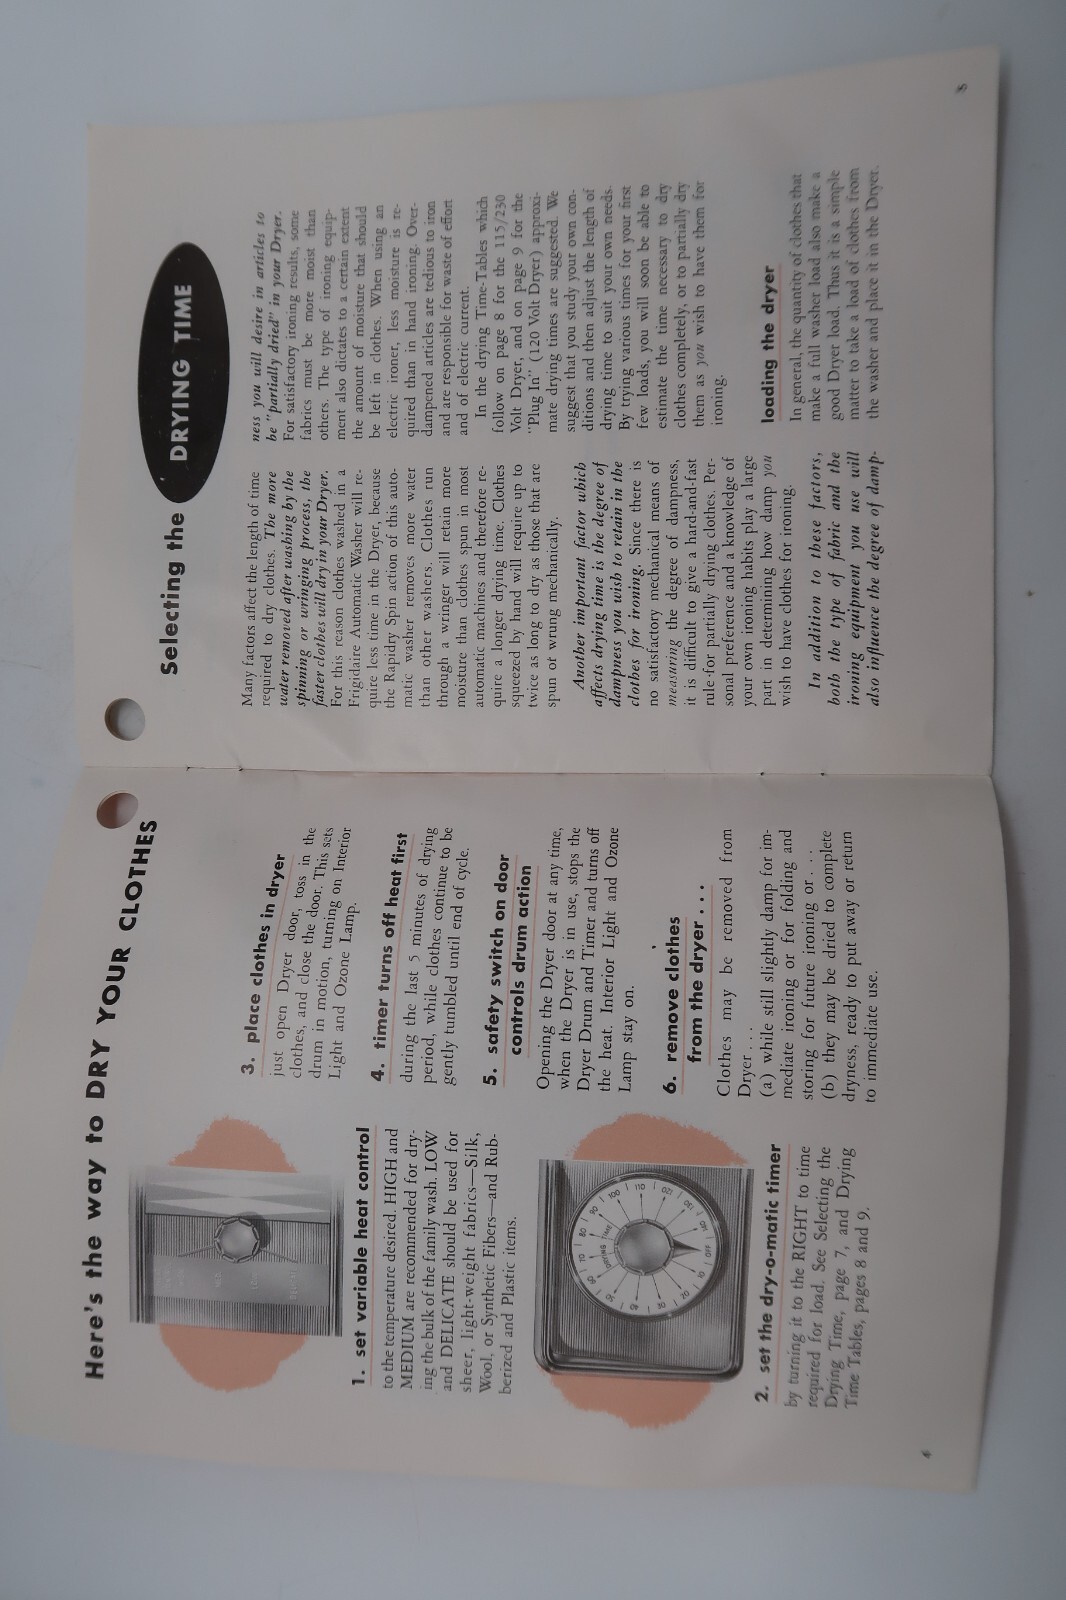 Here's the way to DRY YOUR CLOTHES
1. set variable heat control
to the temperature desired. HIGH and
MEDIUM are recommended for dry-
ing the bulk of the family wash. LOW
and DELICATE should be used for
sheer, light-weight fabrics—Silk,
Wool, or Synthetic Fibers—and Rub-
berized and Plastic items.
DRYING TIME
OFF
10
20
30
50
60
70
80
90
100
110
120
130
2. set the dry-o-matic timer
by turning it to the RIGHT to time
required for load. See Selecting the
Drying Time, page 7, and Drying
Time Tables, pages 8 and 9.
3. place clothes in dryer
just open Dryer door, toss in the
clothes, and close the door. This sets
drum in motion, turning on Interior
Light and Ozone Lamp.
4. timer turns off heat first
during the last 5 minutes of drying
period, while clothes continue to be
gently tumbled until end of cycle.
5. safety switch on door
controls drum action
Opening the Dryer door at any time,
when the Dryer is in use, stops the
Dryer Drum and Timer and turns off
the heat. Interior Light and Ozone
Lamp stay on.
6. remove clothes
from the dryer...
Clothes may be removed from
Dryer...
(a) while still slightly damp for im-
mediate ironing or for folding and
storing for future ironing or...
(b) they may be dried to complete
dryness, ready to put away or return
to immediate use.
Selecting the DRYING TIME
Many factors affect the length of time
required to dry clothes. The more
water removed after washing by the
spinning or wringing process, the
faster clothes will dry in your Dryer.
For this reason clothes washed in a
Frigidaire Automatic Washer will re-
quire less time in the Dryer, because
the Rapidry Spin action of this auto-
matic washer removes more water
than other washers. Clothes run
through a wringer will retain more
moisture than clothes spun in most
automatic machines and therefore re-
quire a longer drying time. Clothes
squeezed by hand will require up to
twice as long to dry as those that are
spun or wrung mechanically.
Another important factor which
affects drying time is the degree of
dampness you wish to retain in the
clothes for ironing. Since there is
no satisfactory mechanical means of
measuring the degree of dampness,
it is difficult to give a hard-and-fast
rule for partially drying clothes. Per-
sonal preference and a knowledge of
your own ironing habits play a large
part in determining how damp you
wish to have clothes for ironing.
In addition to these factors,
both the type of fabric and the
ironing equipment you use will
also influence the degree of damp-
ness you will desire in articles to
be "partially dried" in your Dryer.
For satisfactory ironing results, some
fabrics must be more moist than
others. The type of ironing equip-
ment also dictates to a certain extent
the amount of moisture that should
be left in clothes. When using an
electric ironer, less moisture is re-
quired than in hand ironing. Over-
dampened articles are tedious to iron
and are responsible for waste of effort
and of electric current.
In the drying Time-Tables which
follow on page 8 for the 115/230
Volt Dryer, and on page 9 for the
"Plug In" (120 Volt Dryer) approxi-
mate drying times are suggested. We
suggest that you study your own con-
ditions and then adjust the length of
drying time to suit your own needs.
By trying various times for your first
few loads, you will soon be able to
estimate the time necessary to dry
clothes completely, or to partially dry
them as you wish to have them for
ironing.
loading the dryer
In general, the quantity of clothes that
make a full washer load also make a
good Dryer load. Thus it is a simple
matter to take a load of clothes from
the washer and place it in the Dryer.